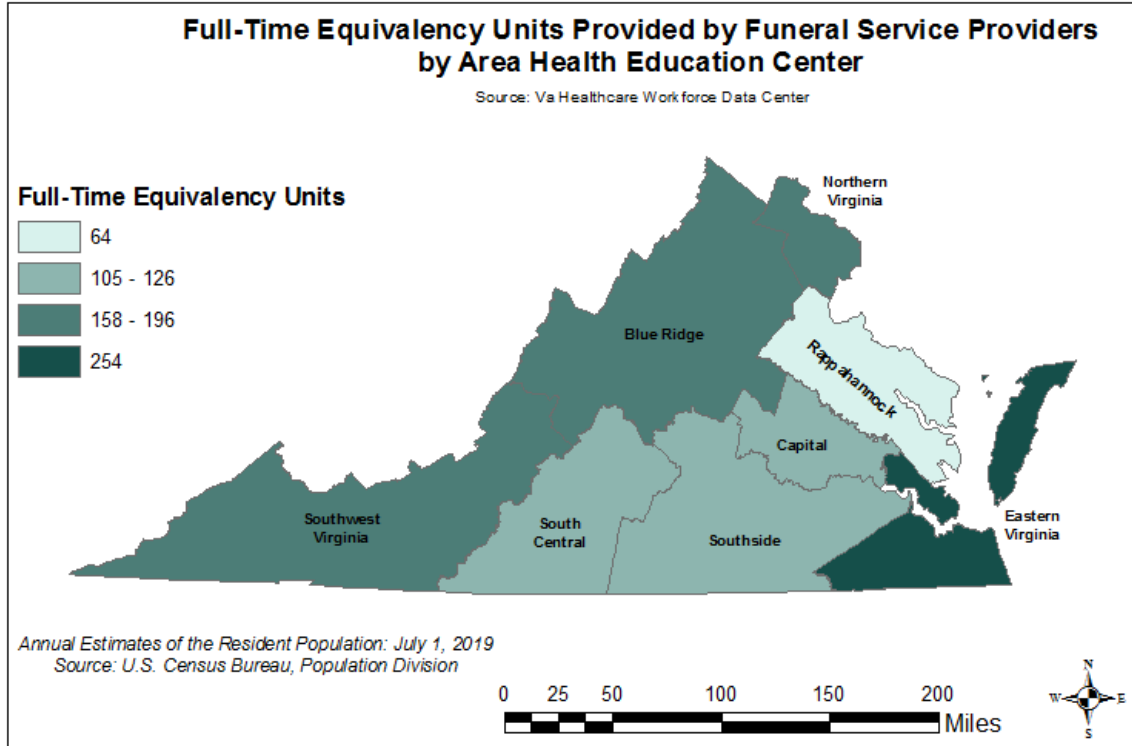 Full-Time Equivalency Units Provided by Funeral Service Providers
by Area Health Education Center
Source: Va Healthcare Workforce Data Center
Full-Time Equivalency Units
64
105 - 126
158 - 196
254
Northern
Virginia
Blue Ridge
Rappahannock
Capital
Southwest
Virginia
South
Central
Southside
Eastern
Virginia
Annual Estimates of the Resident Population: July 1, 2019
Source: U.S. Census Bureau, Population Division
0 25 50 100 150 200
Miles
N
W E
S